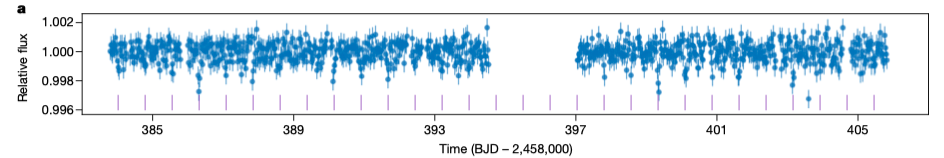 a
Relative flux
1.002
1.000
0.998
0.996
385 389 393 397 401 405
Time (BJD – 2,458,000)